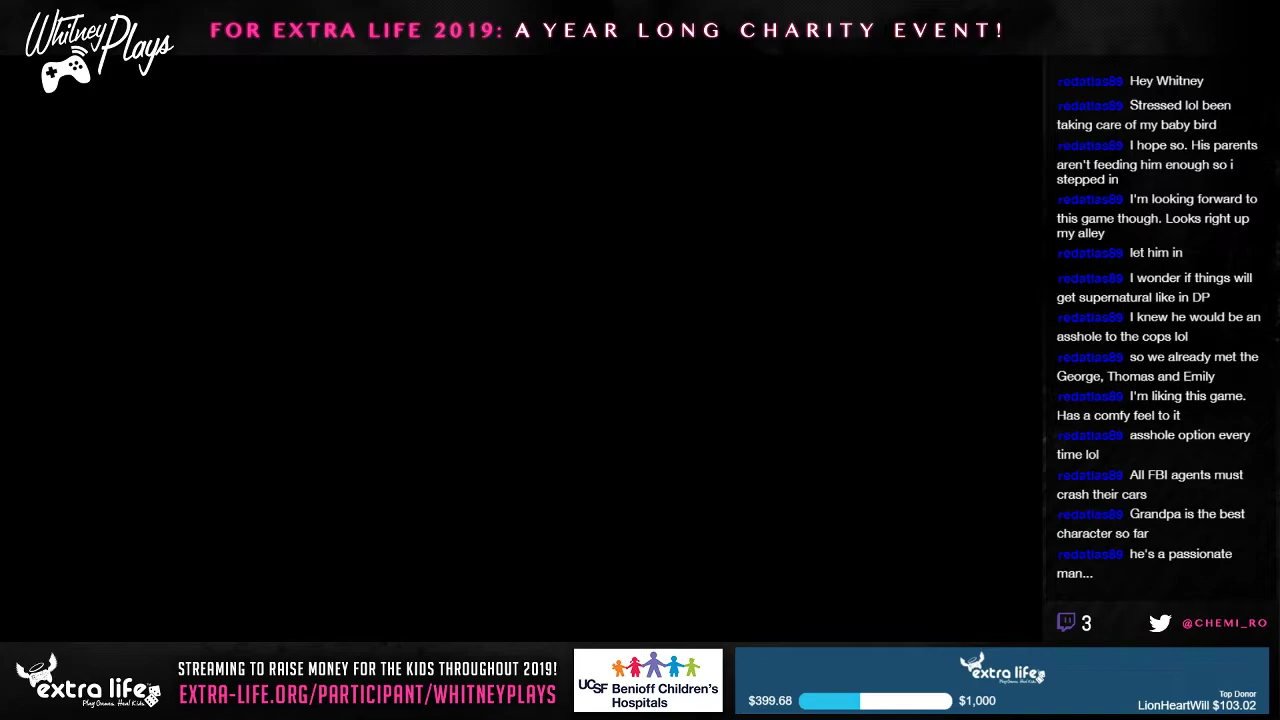 Whitney Plays
FOR EXTRA LIFE 2019: A YEAR LONG CHARITY EVENT!
redatlas89 Hey Whitney
redatlas89 Stressed lol been
taking care of my baby bird
redatlas89 I hope so. His parents
aren't feeding him enough so i
stepped in
redatlas89 I'm looking forward to
this game though. Looks right up
my alley
redatlas89 let him in
redatlas89 I wonder if things will
get supernatural like in DP
redatlas89 I knew he would be an
asshole to the cops lol
redatlas89 so we already met the
George, Thomas and Emily
redatlas89 I'm liking this game.
Has a comfy feel to it
redatlas89 asshole option every
time lol
redatlas89 All FBI agents must
crash their cars
redatlas89 Grandpa is the best
character so far
redatlas89 he's a passionate
man...
3 @CHEMI_RO
extra life
Play Games. Heal Kids.
STREAMING TO RAISE MONEY FOR THE KIDS THROUGHOUT 2019!
EXTRA-LIFE.ORG/PARTICIPANT/WHITNEYPLAYS
UCSF Benioff Children's
Hospitals
extra life
Play Games. Heal Kids.
$399.68 $1,000
Top Donor
LionHeartWill $103.02